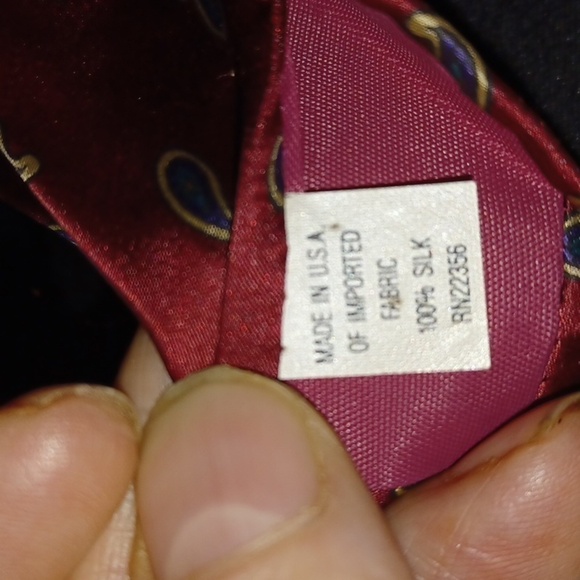 MADE IN U.S.A.
OF IMPORTED
FABRIC
100% SILK
RN22356